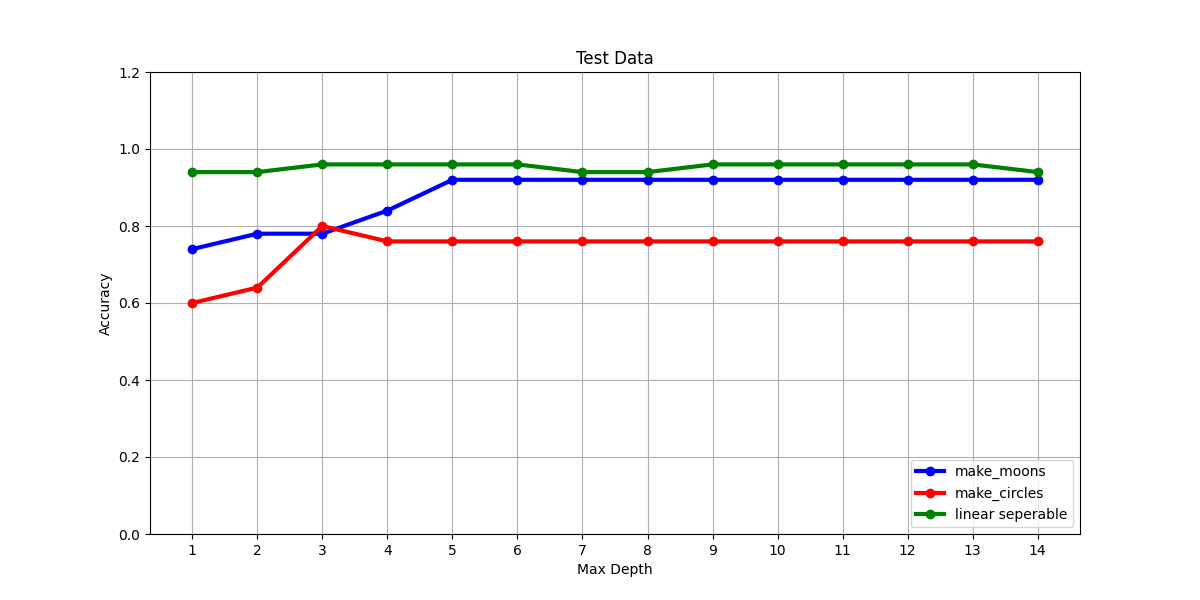 Test Data
1.2
1.0
0.8
0.6
0.4
0.2
0.0
Accuracy
make_moons
make_circles
linear seperable
1 2 3 4 5 6 7 8 9 10 11 12 13 14
Max Depth